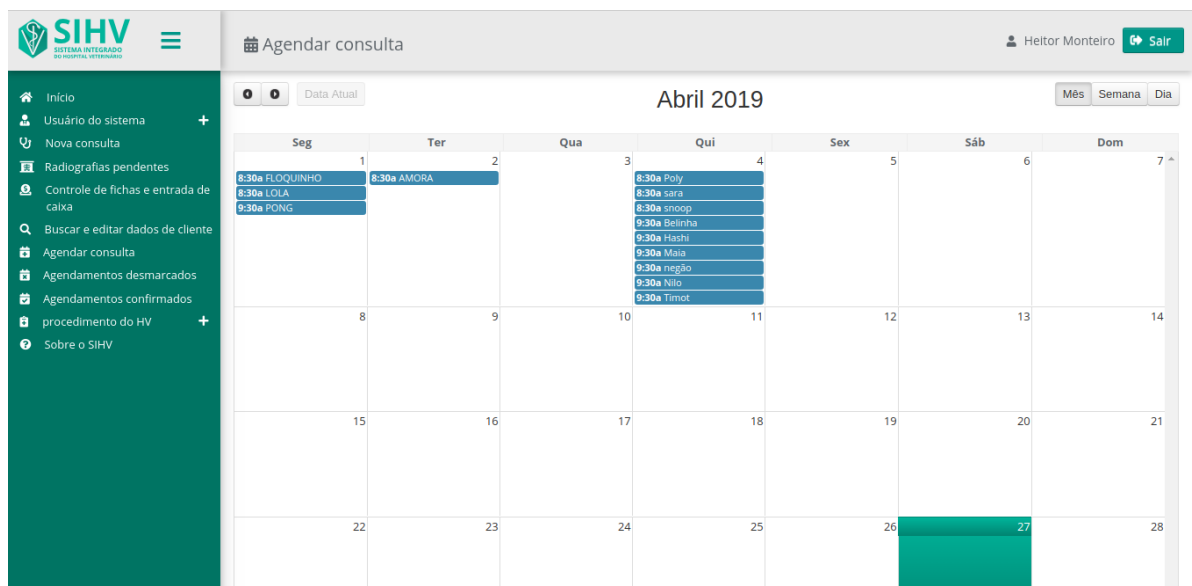 SIHV
SISTEMA INTEGRADO
DO HOSPITAL VETERINÁRIO
Agendar consulta
Heitor Monteiro
Sair
Início
Usuário do sistema
Nova consulta
Radiografias pendentes
Controle de fichas e entrada de
caixa
Buscar e editar dados de cliente
Agendar consulta
Agendamentos desmarcados
Agendamentos confirmados
procedimento do HV
Sobre o SIHV
Data Atual
Abril 2019
Mês Semana Dia
Seg Ter Qua Qui Sex Sáb Dom
1 2 3 4 5 6 7
8:30a FLOQUINHO
8:30a LOLA
9:30a PONG
8:30a AMORA
8:30a Poly
8:30a sara
8:30a snoop
9:30a Belinha
9:30a Hashi
9:30a Maia
9:30a negão
9:30a Nilo
9:30a Timot
8 9 10 11 12 13 14
15 16 17 18 19 20 21
22 23 24 25 26 27 28